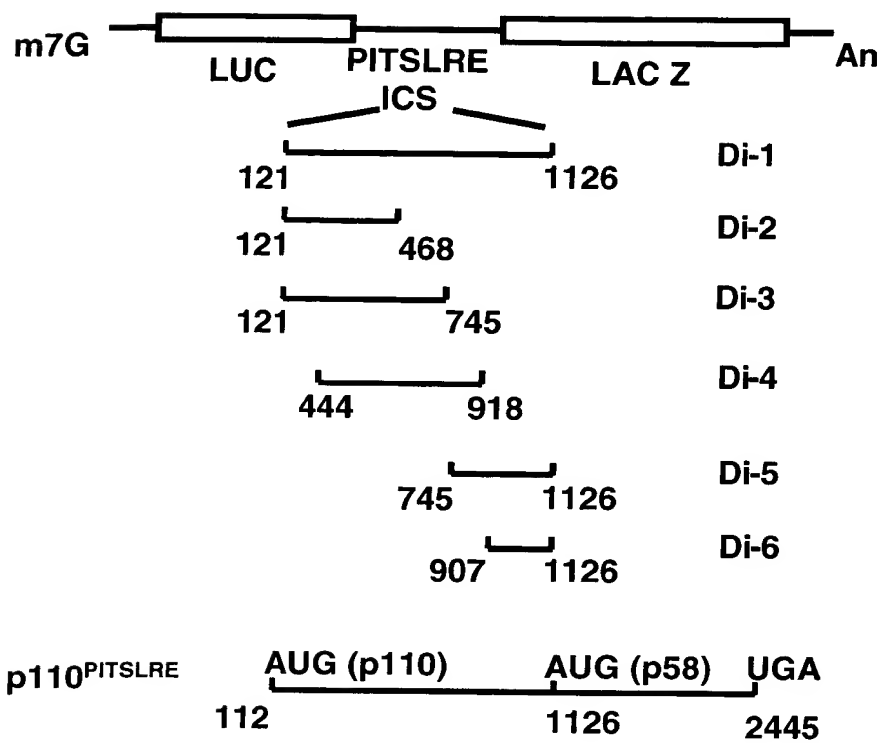 m7G LUC PITSLRE LAC Z An
ICS
121 1126 Di-1
121 468 Di-2
121 745 Di-3
444 918 Di-4
745 1126 Di-5
907 1126 Di-6
p110PITSLRE AUG (p110) AUG (p58) UGA
112 1126 2445